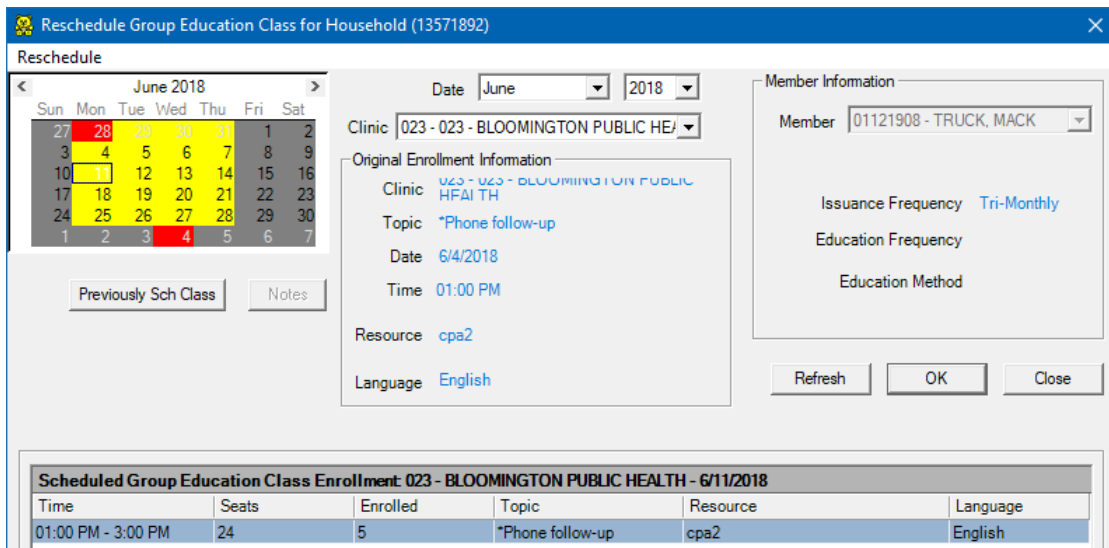 Reschedule Group Education Class for Household (13571892)
Reschedule
June 2018
Sun Mon Tue Wed Thu Fri Sat
27 28 29 30 31 1 2
3 4 5 6 7 8 9
10 11 12 13 14 15 16
17 18 19 20 21 22 23
24 25 26 27 28 29 30
1 2 3 4 5 6 7
Previously Sch Class
Notes
Date June 2018
Clinic 023 - 023 - BLOOMINGTON PUBLIC HEA
Original Enrollment Information
Clinic 023 - 023 - BLOOMINGTON PUBLIC
HEALTH
Topic *Phone follow-up
Date 6/4/2018
Time 01:00 PM
Resource cpa2
Language English
Member Information
Member 01121908 - TRUCK, MACK
Issuance Frequency Tri-Monthly
Education Frequency
Education Method
Refresh OK Close
Scheduled Group Education Class Enrollment: 023 - BLOOMINGTON PUBLIC HEALTH - 6/11/2018
Time Seats Enrolled Topic Resource Language
01:00 PM - 3:00 PM 24 5 *Phone follow-up cpa2 English